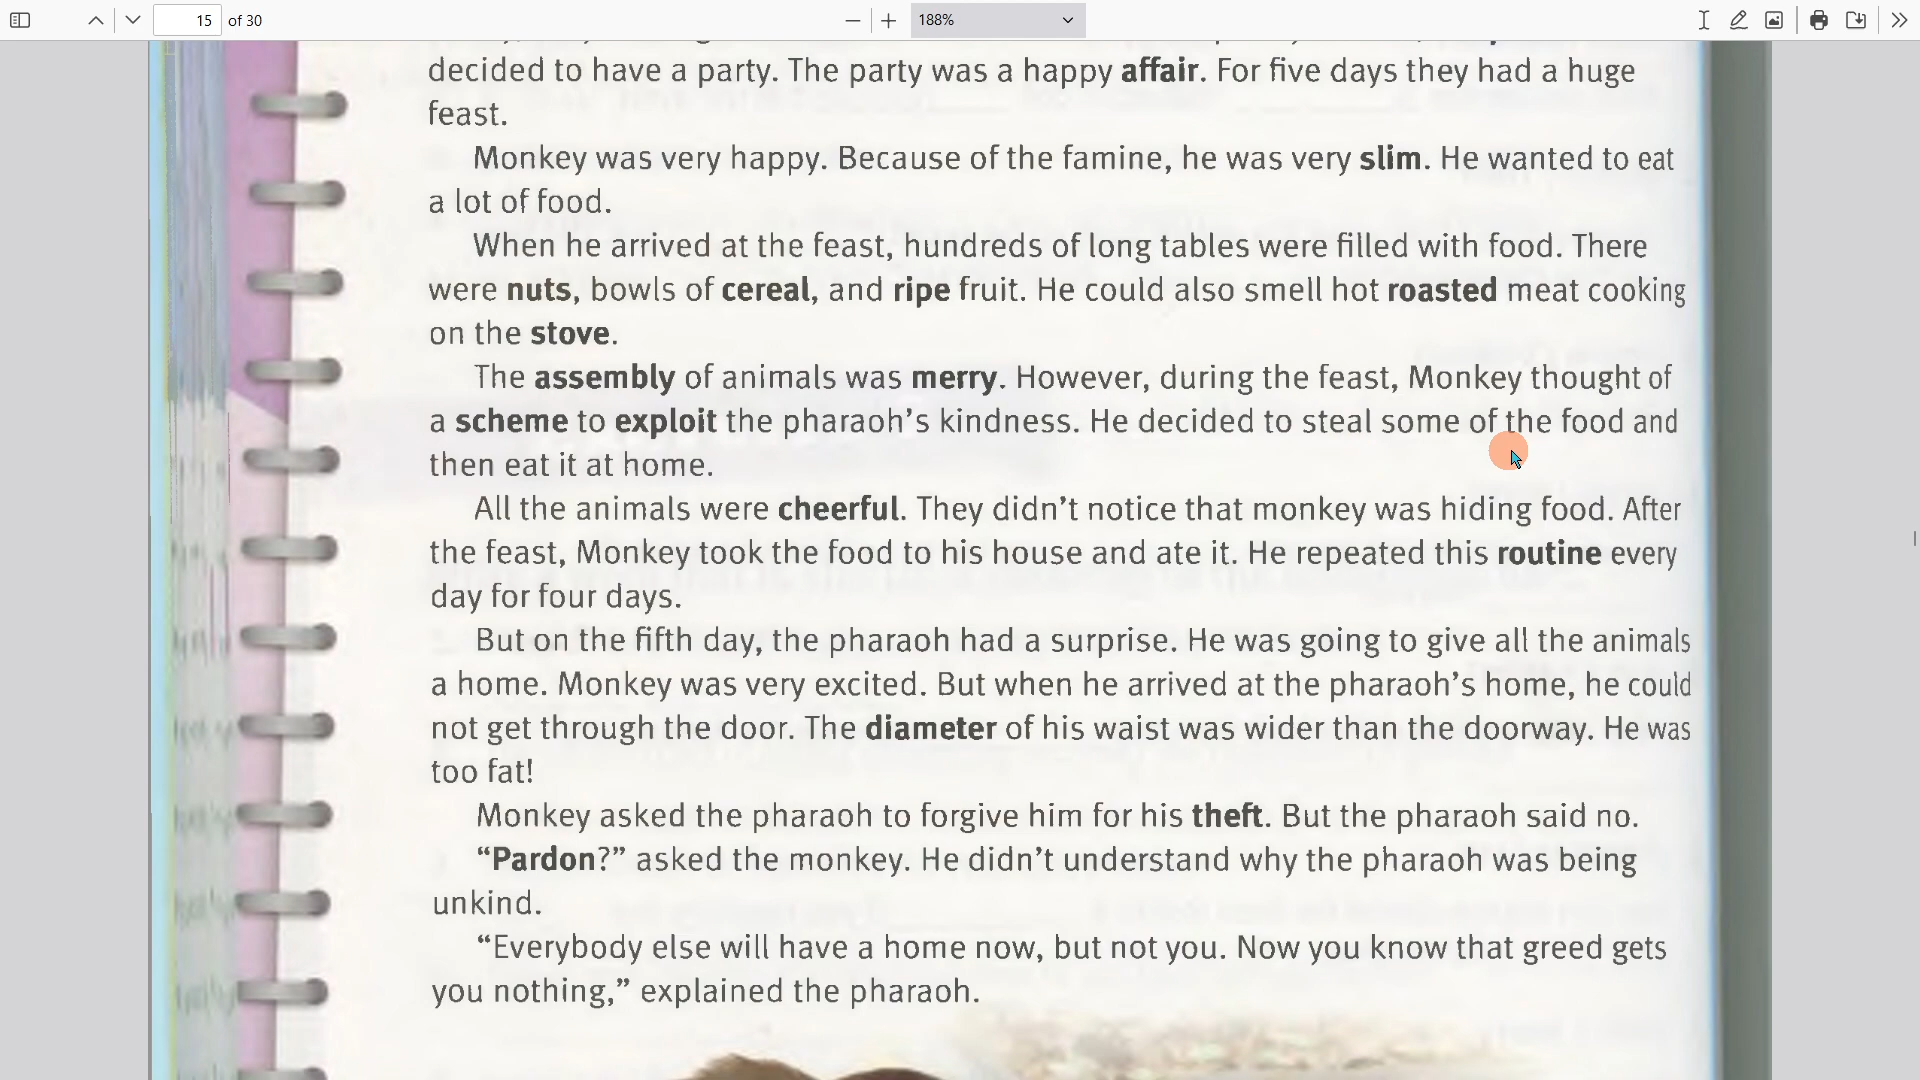 15 of 30
188%
decided to have a party. The party was a happy affair. For five days they had a huge
feast.
Monkey was very happy. Because of the famine, he was very slim. He wanted to eat
a lot of food.
When he arrived at the feast, hundreds of long tables were filled with food. There
were nuts, bowls of cereal, and ripe fruit. He could also smell hot roasted meat cooking
on the stove.
The assembly of animals was merry. However, during the feast, Monkey thought of
a scheme to exploit the pharaoh's kindness. He decided to steal some of the food and
then eat it at home.
All the animals were cheerful. They didn't notice that monkey was hiding food. After
the feast, Monkey took the food to his house and ate it. He repeated this routine every
day for four days.
But on the fifth day, the pharaoh had a surprise. He was going to give all the animals
a home. Monkey was very excited. But when he arrived at the pharaoh's home, he could
not get through the door. The diameter of his waist was wider than the doorway. He was
too fat!
Monkey asked the pharaoh to forgive him for his theft. But the pharaoh said no.
“Pardon?” asked the monkey. He didn't understand why the pharaoh was being
unkind.
“Everybody else will have a home now, but not you. Now you know that greed gets
you nothing,” explained the pharaoh.